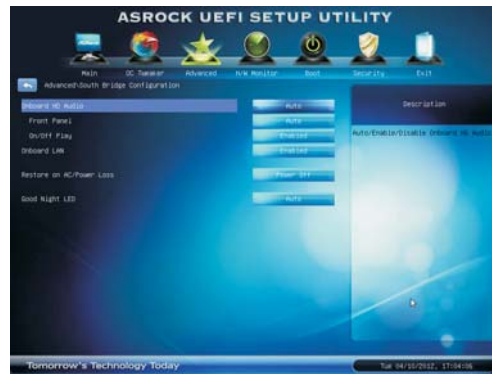 ASROCK UEFI SETUP UTILITY
Main OC Tweaker Advanced H/W Monitor Boot Security Exit
Advanced\South Bridge Configuration
Onboard HD Audio Auto
Front Panel Auto
On/Off Play Enabled
Onboard LAN Enabled
Restore on AC/Power Loss Power Off
Good Night LED Auto
Description
Auto/Enable/Disable Onboard HD Audio
Tomorrow's Technology Today
Tue 04/10/2012, 17:04:06